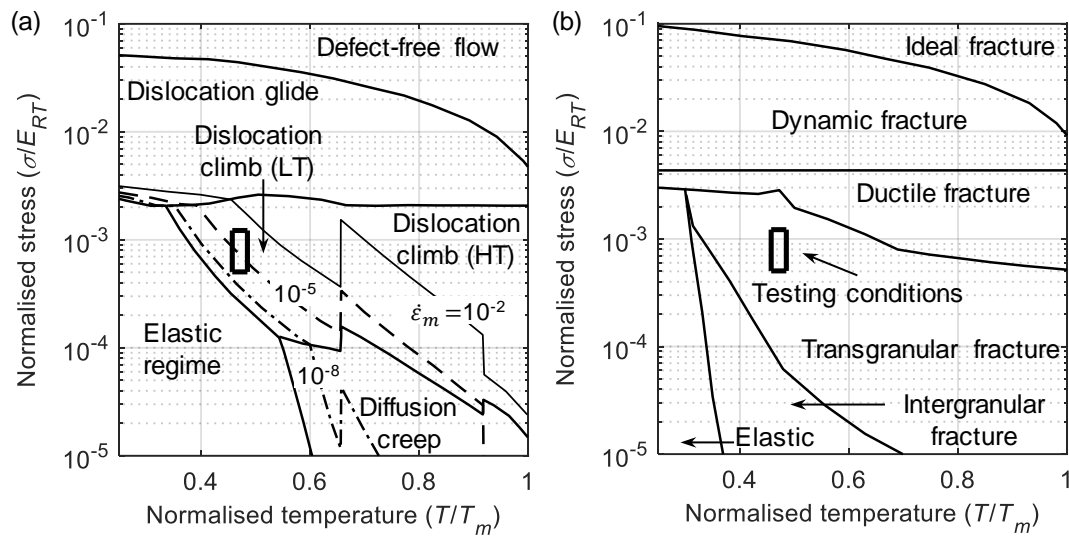 (a)
Defect-free flow
Dislocation glide
Dislocation
climb (LT)
Dislocation
climb (HT)
10⁻⁵
ε̇ₘ=10⁻²
Elastic
regime
10⁻⁸
Diffusion
creep
10⁻¹
10⁻²
10⁻³
10⁻⁴
10⁻⁵
Normalised stress (σ/E_RT)
0.4
0.6
0.8
1
Normalised temperature (T/Tₘ)
(b)
Ideal fracture
Dynamic fracture
Ductile fracture
Testing conditions
Transgranular fracture
Intergranular
fracture
Elastic
10⁻¹
10⁻²
10⁻³
10⁻⁴
10⁻⁵
Normalised stress (σ/E_RT)
0.4
0.6
0.8
1
Normalised temperature (T/Tₘ)